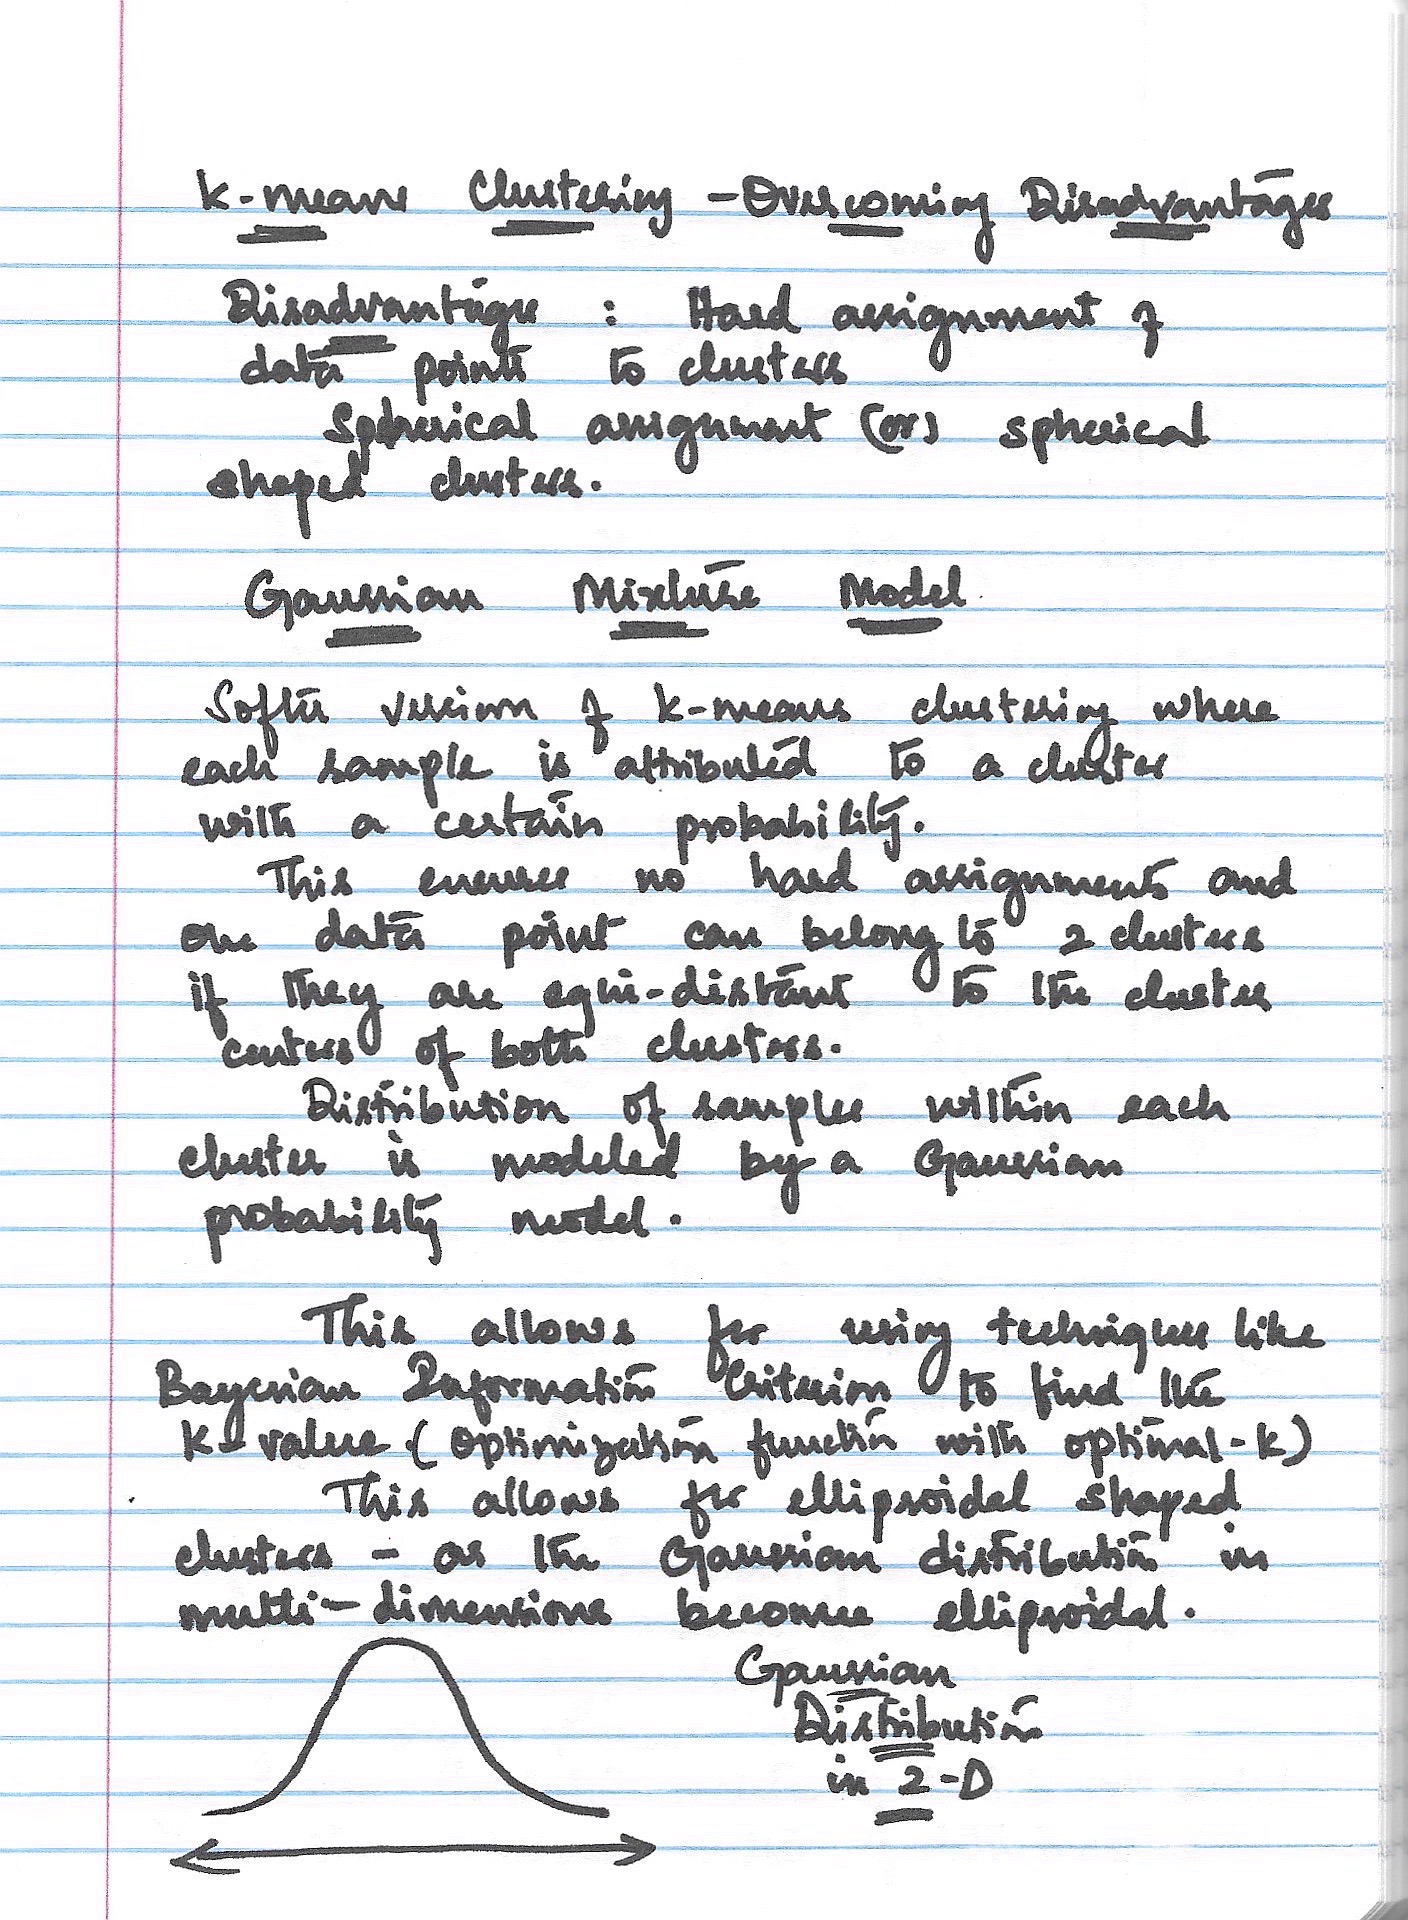 K-means Clustering - Overcoming Disadvantages
Disadvantages : Hard assignment of
data points to clusters
Spherical assignment (or) spherical
shaped clusters.
Gaussian Mixture Model
Softer version of k-means clustering where
each sample is attributed to a cluster
with a certain probability.
This ensures no hard assignments and
one data point can belong to 2 clusters
if they are equi-distant to the cluster
centers of both clusters.
Distribution of samples within each
cluster is modeled by a Gaussian
probability model.
This allows for using techniques like
Bayesian Information Criterion to find the
K-value (Optimization function with optimal-k)
This allows for ellipsoidal shaped
clusters - as the Gaussian distribution in
multi-dimensions becomes ellipsoidal.
Gaussian
Distribution
in 2-D